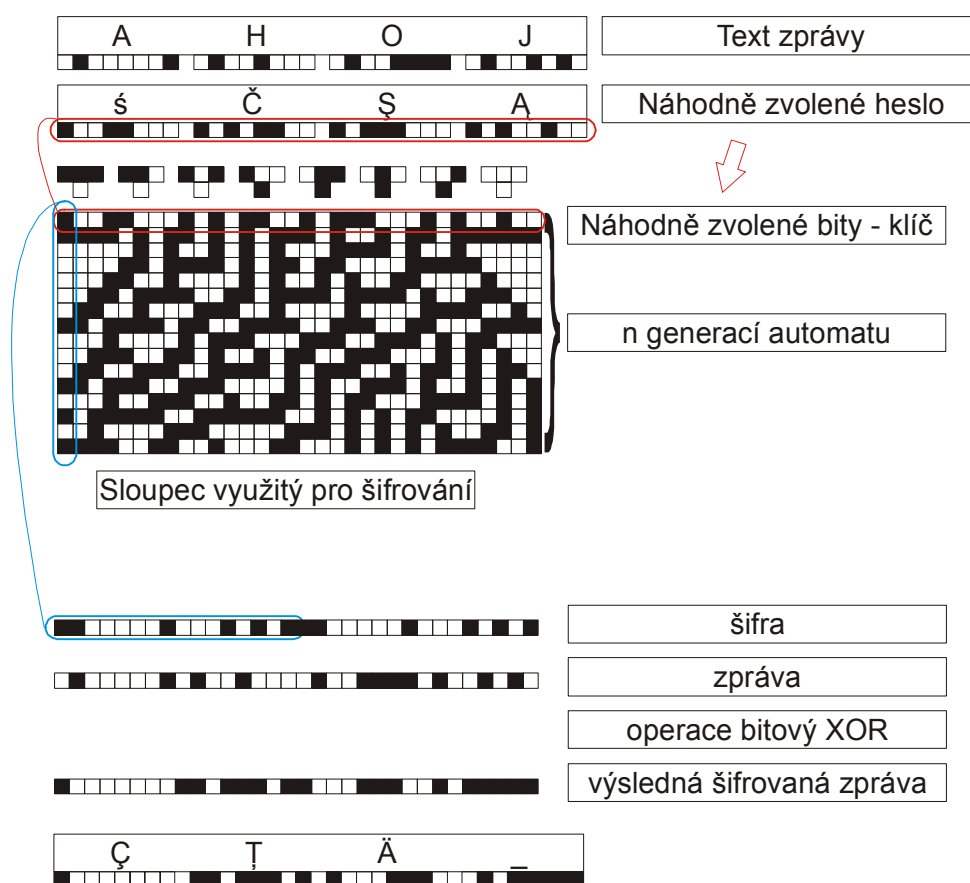 A H O J
Text zprávy
ś Č Ş Ą
Náhodně zvolené heslo
Náhodně zvolené bity - klíč
n generací automatu
Sloupec využitý pro šifrování
šifra
zpráva
operace bitový XOR
výsledná šifrovaná zpráva
Ç Ţ Ä _